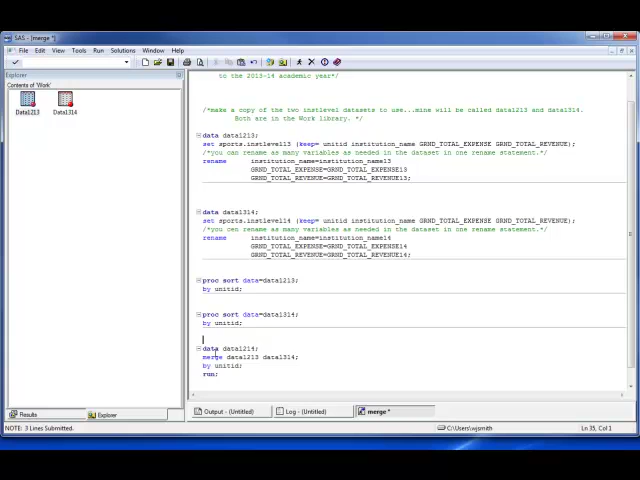 SAS - [merge *]
File Edit View Tools Run Solutions Window Help
Explorer
Contents of 'Work'
Data1213 Data1314
to the 2013-14 academic year*/
/*make a copy of the two instlevel datasets to use...mine will be called data1213 and data1314.
Both are in the Work library. */
data data1213;
set sports.instlevel13 (keep= unitid institution_name GRND_TOTAL_EXPENSE GRND_TOTAL_REVENUE);
/*you can rename as many variables as needed in the dataset in one rename statement.*/
rename institution_name=institution_name13
GRND_TOTAL_EXPENSE=GRND_TOTAL_EXPENSE13
GRND_TOTAL_REVENUE=GRND_TOTAL_REVENUE13;
data data1314;
set sports.instlevel14 (keep= unitid institution_name GRND_TOTAL_EXPENSE GRND_TOTAL_REVENUE);
/*you can rename as many variables as needed in the dataset in one rename statement.*/
rename institution_name=institution_name14
GRND_TOTAL_EXPENSE=GRND_TOTAL_EXPENSE14
GRND_TOTAL_REVENUE=GRND_TOTAL_REVENUE14;
proc sort data=data1213;
by unitid;
proc sort data=data1314;
by unitid;
data data1214;
merge data1213 data1314;
by unitid;
run;
Results Explorer
Output - (Untitled) Log - (Untitled) merge *
NOTE: 3 Lines Submitted.
C:\Users\wjsmith
Ln 35, Col 1